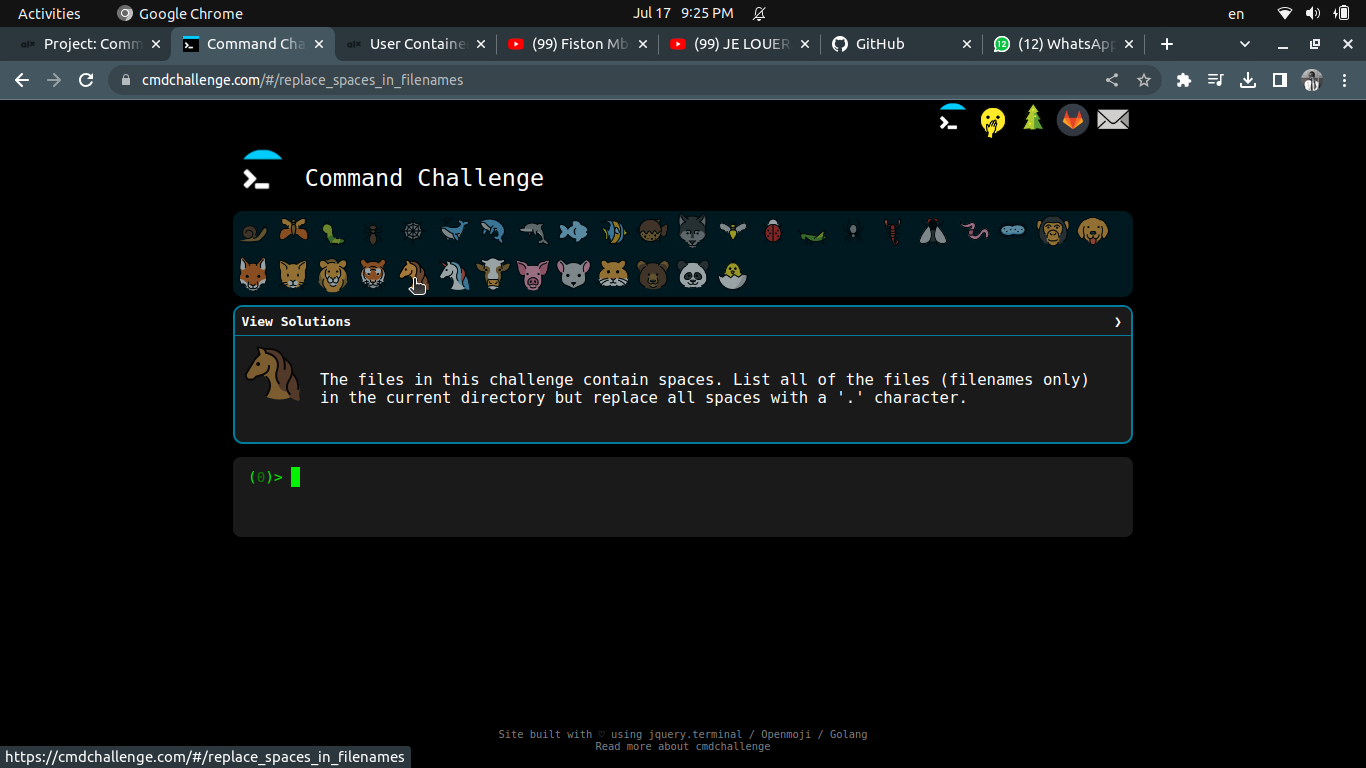 Activities Google Chrome Jul 17 9:25 PM en
Project: Comm Command Cha User Containe (99) Fiston Mb (99) JE LOUER GitHub (12) WhatsApp
cmdchallenge.com/#/replace_spaces_in_filenames
Command Challenge
View Solutions
The files in this challenge contain spaces. List all of the files (filenames only)
in the current directory but replace all spaces with a '.' character.
(0)>
Site built with ♡ using jquery.terminal / Openmoji / Golang
Read more about cmdchallenge
https://cmdchallenge.com/#/replace_spaces_in_filenames